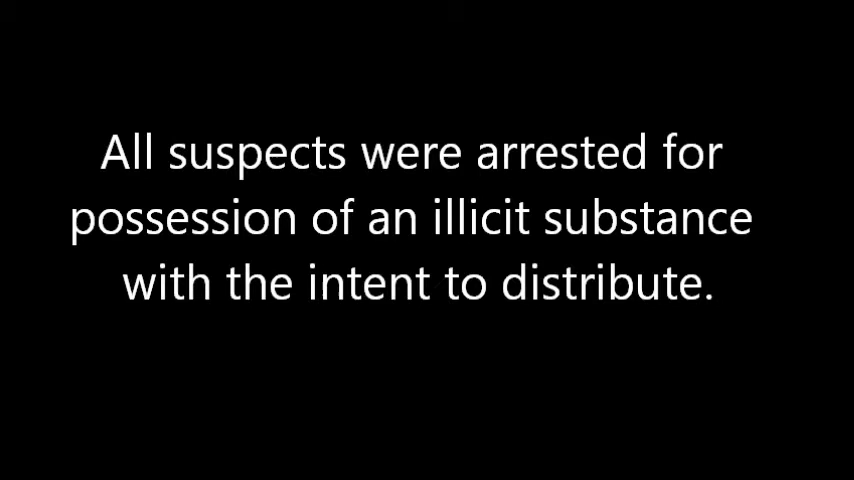 All suspects were arrested for
possession of an illicit substance
with the intent to distribute.